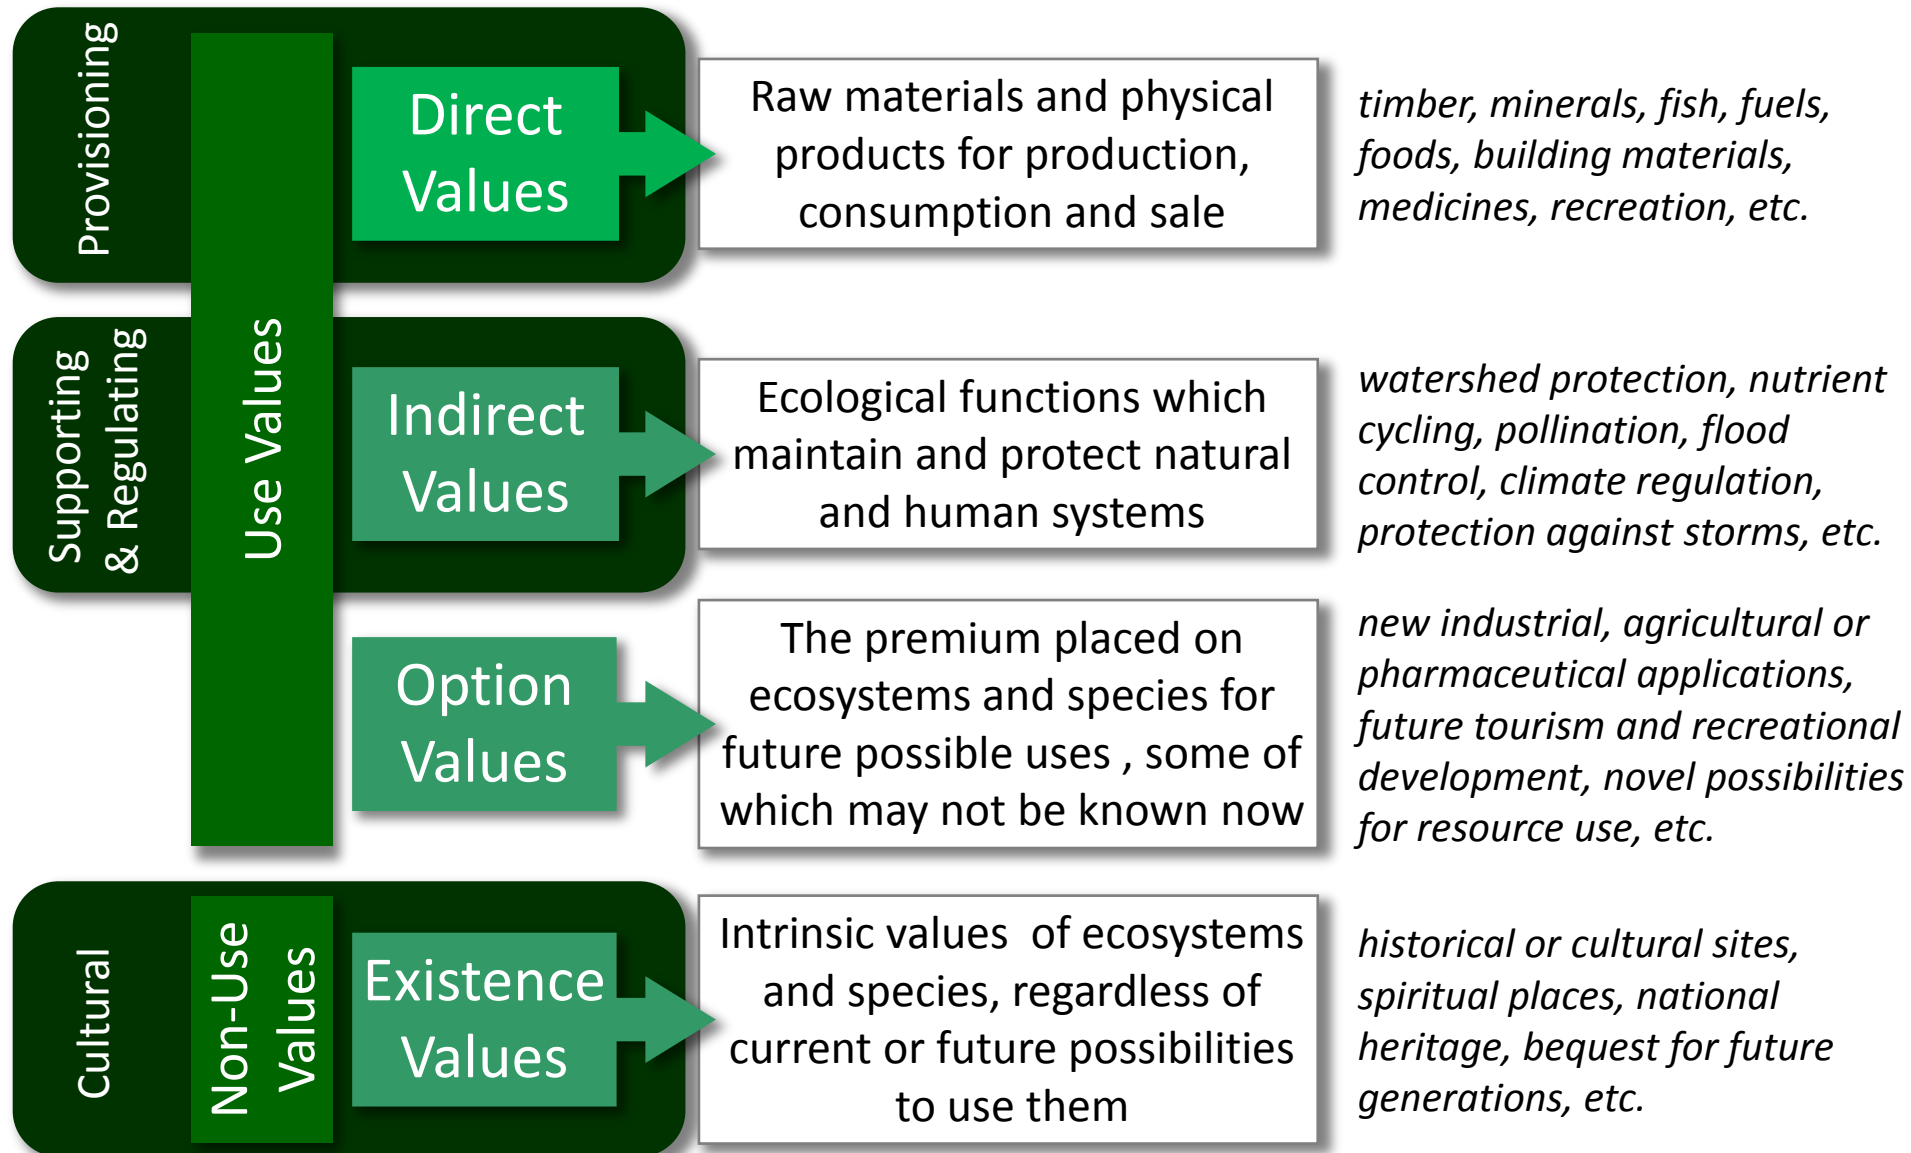 Provisioning
Use Values
Direct
Values
Raw materials and physical
products for production,
consumption and sale
timber, minerals, fish, fuels,
foods, building materials,
medicines, recreation, etc.
Supporting
& Regulating
Indirect
Values
Ecological functions which
maintain and protect natural
and human systems
watershed protection, nutrient
cycling, pollination, flood
control, climate regulation,
protection against storms, etc.
Option
Values
The premium placed on
ecosystems and species for
future possible uses , some of
which may not be known now
new industrial, agricultural or
pharmaceutical applications,
future tourism and recreational
development, novel possibilities
for resource use, etc.
Cultural
Non-Use
Values
Existence
Values
Intrinsic values  of ecosystems
and species, regardless of
current or future possibilities
to use them
historical or cultural sites,
spiritual places, national
heritage, bequest for future
generations, etc.